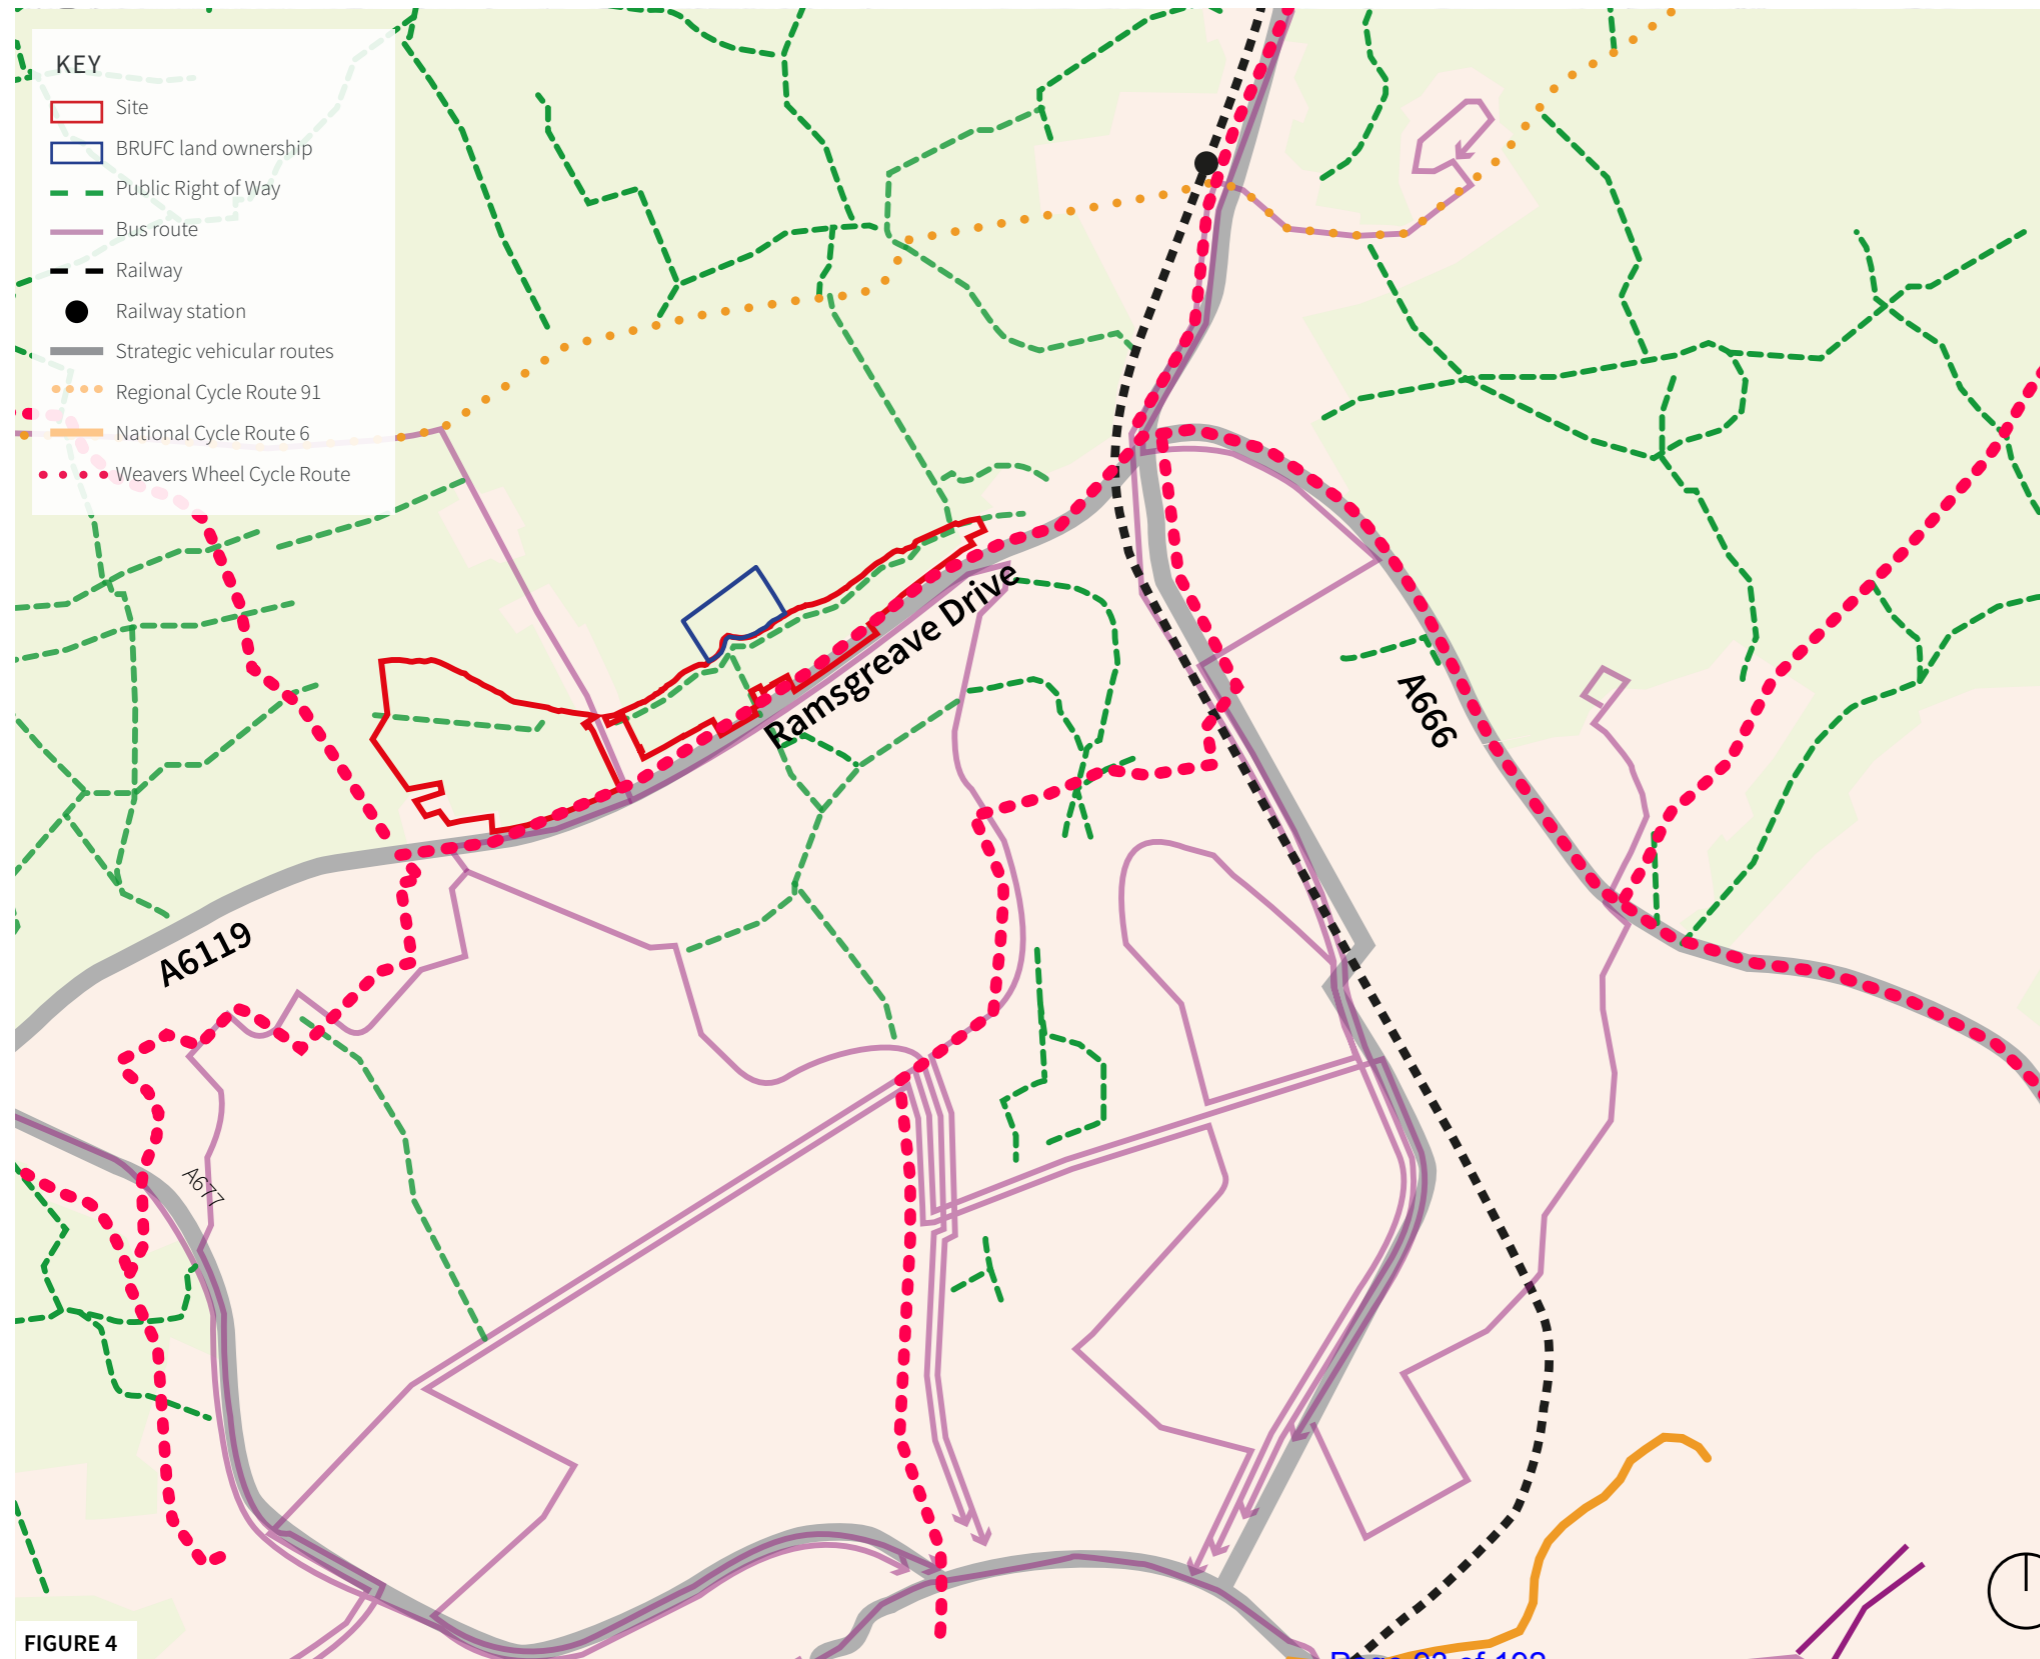 KEY
Site
BRUFC land ownership
Public Right of Way
Bus route
Railway
Railway station
Strategic vehicular routes
Regional Cycle Route 91
National Cycle Route 6
Weavers Wheel Cycle Route
Ramsgreave Drive
A666
A6119
A677
FIGURE 4